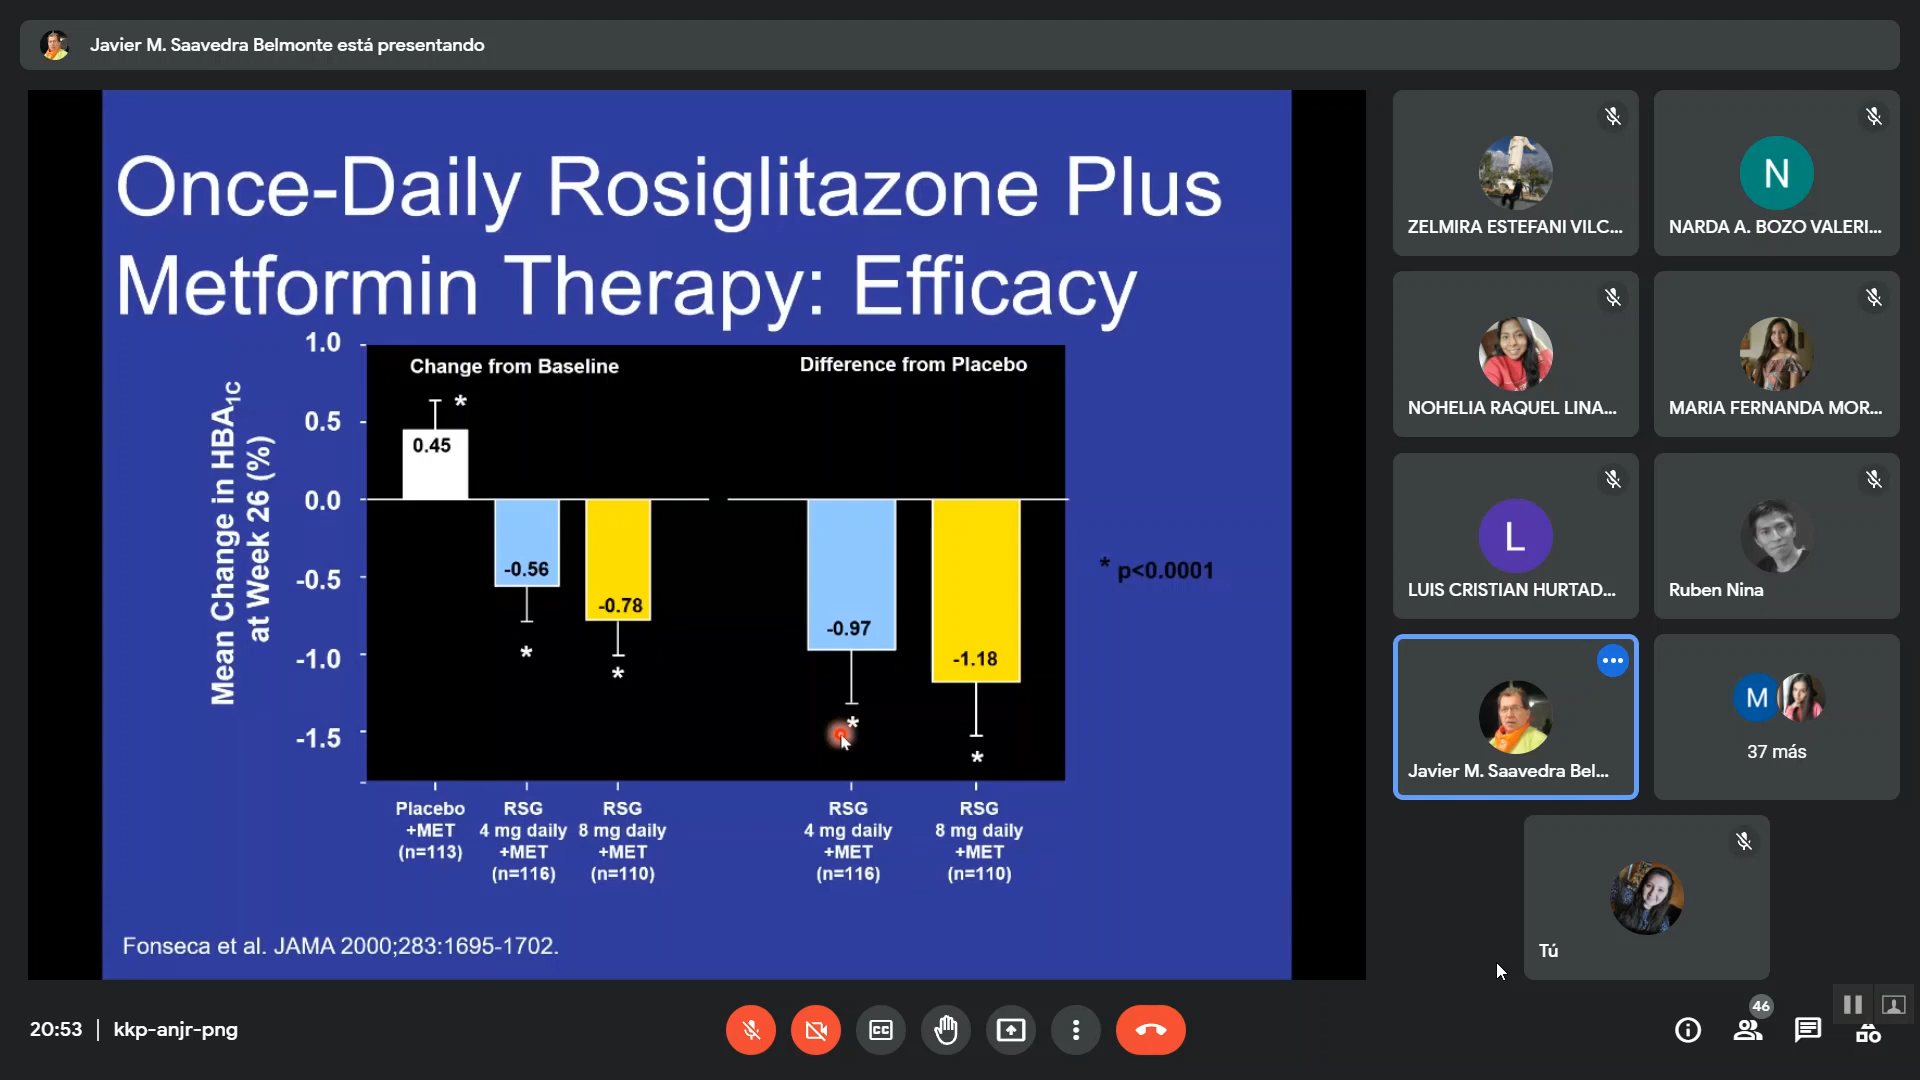 Javier M. Saavedra Belmonte está presentando
Once-Daily Rosiglitazone Plus
Metformin Therapy: Efficacy
Mean Change in HBA1C
at Week 26 (%)
1.0
0.5
0.0
-0.5
-1.0
-1.5
Change from Baseline
Difference from Placebo
*
0.45
-0.56
-0.78
-0.97
-1.18
*
*
*
*
* p<0.0001
Placebo
+MET
(n=113)
RSG
4 mg daily
+MET
(n=116)
RSG
8 mg daily
+MET
(n=110)
RSG
4 mg daily
+MET
(n=116)
RSG
8 mg daily
+MET
(n=110)
Fonseca et al. JAMA 2000;283:1695-1702.
ZELMIRA ESTEFANI VILC...
N
NARDA A. BOZO VALERI...
NOHELIA RAQUEL LINA...
MARIA FERNANDA MOR...
L
LUIS CRISTIAN HURTAD...
Ruben Nina
Javier M. Saavedra Bel...
M
37 más
Tú
20:53 | kkp-anjr-png
CC
46